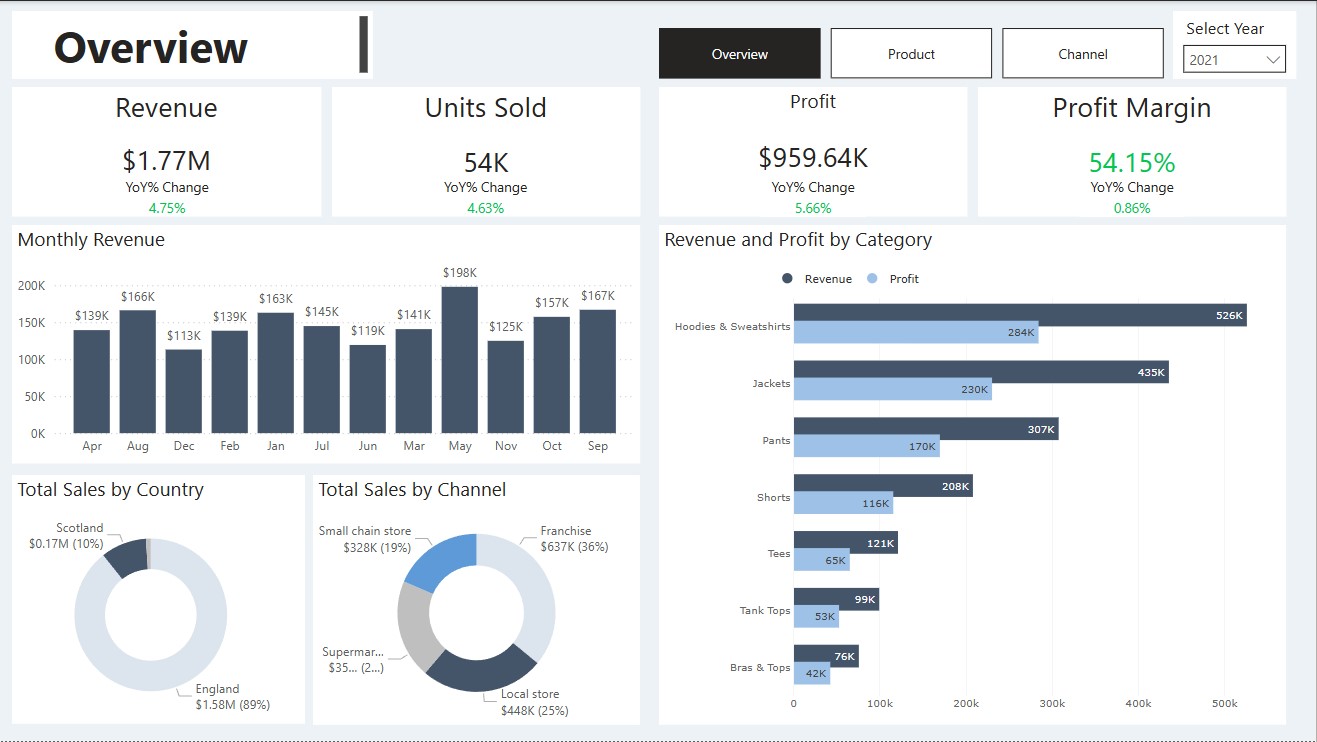 Overview
Overview
Product
Channel
Select Year
2021
Revenue
$1.77M
YoY% Change
4.75%
Units Sold
54K
YoY% Change
4.63%
Profit
$959.64K
YoY% Change
5.66%
Profit Margin
54.15%
YoY% Change
0.86%
Monthly Revenue
200K
150K
100K
50K
0K
$139K
$166K
$113K
$139K
$163K
$145K
$119K
$141K
$198K
$125K
$157K
$167K
Apr
Aug
Dec
Feb
Jan
Jul
Jun
Mar
May
Nov
Oct
Sep
Revenue and Profit by Category
Revenue
Profit
Hoodies & Sweatshirts
526K
284K
Jackets
435K
230K
Pants
307K
170K
Shorts
208K
116K
Tees
121K
65K
Tank Tops
99K
53K
Bras & Tops
76K
42K
0
100k
200k
300k
400k
500k
Total Sales by Country
Scotland
$0.17M (10%)
England
$1.58M (89%)
Total Sales by Channel
Small chain store
$328K (19%)
Franchise
$637K (36%)
Supermar...
$35... (2...)
Local store
$448K (25%)